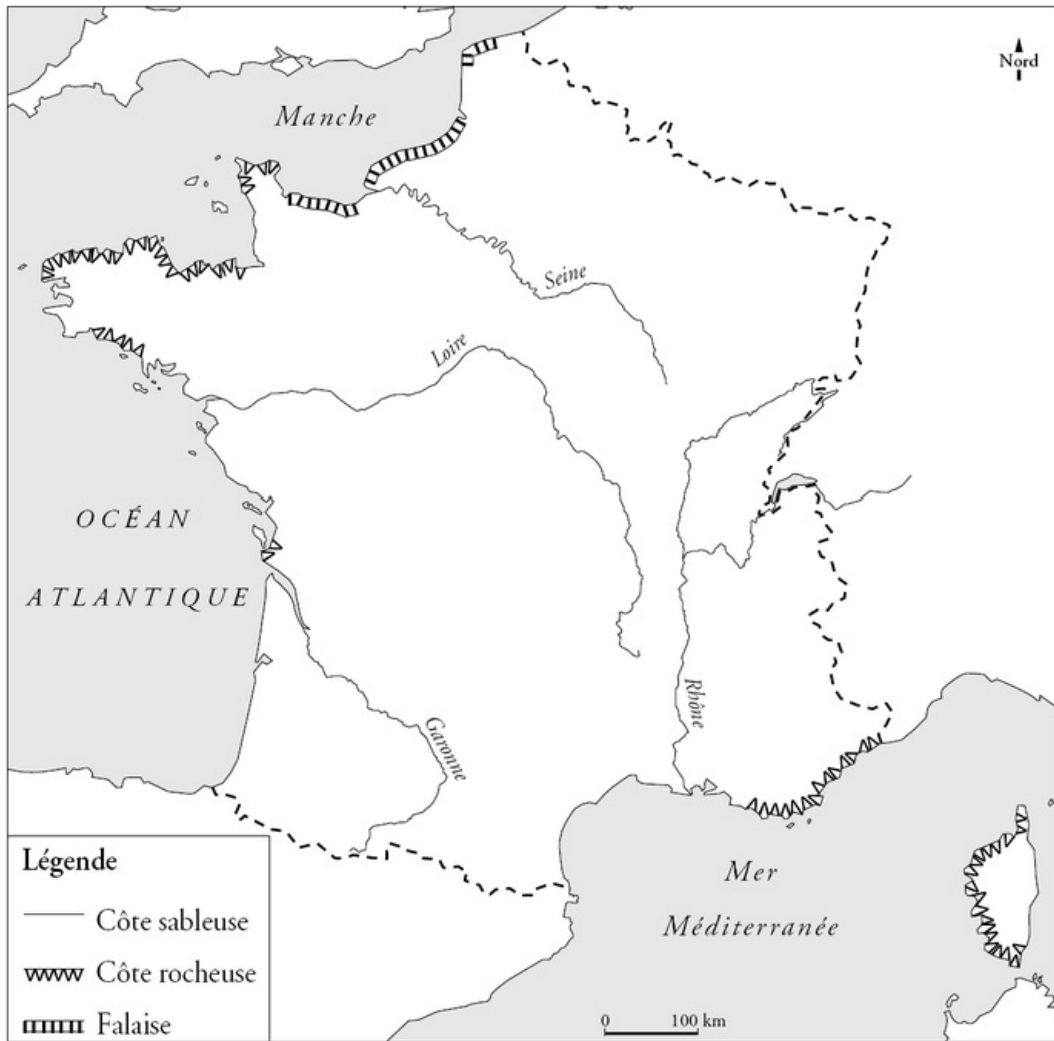 Nord
Manche
Seine
Loire
OCÉAN
ATLANTIQUE
Rhône
Garonne
Légende
Côte sableuse
Côte rocheuse
Falaise
Mer
Méditerranée
0 100 km